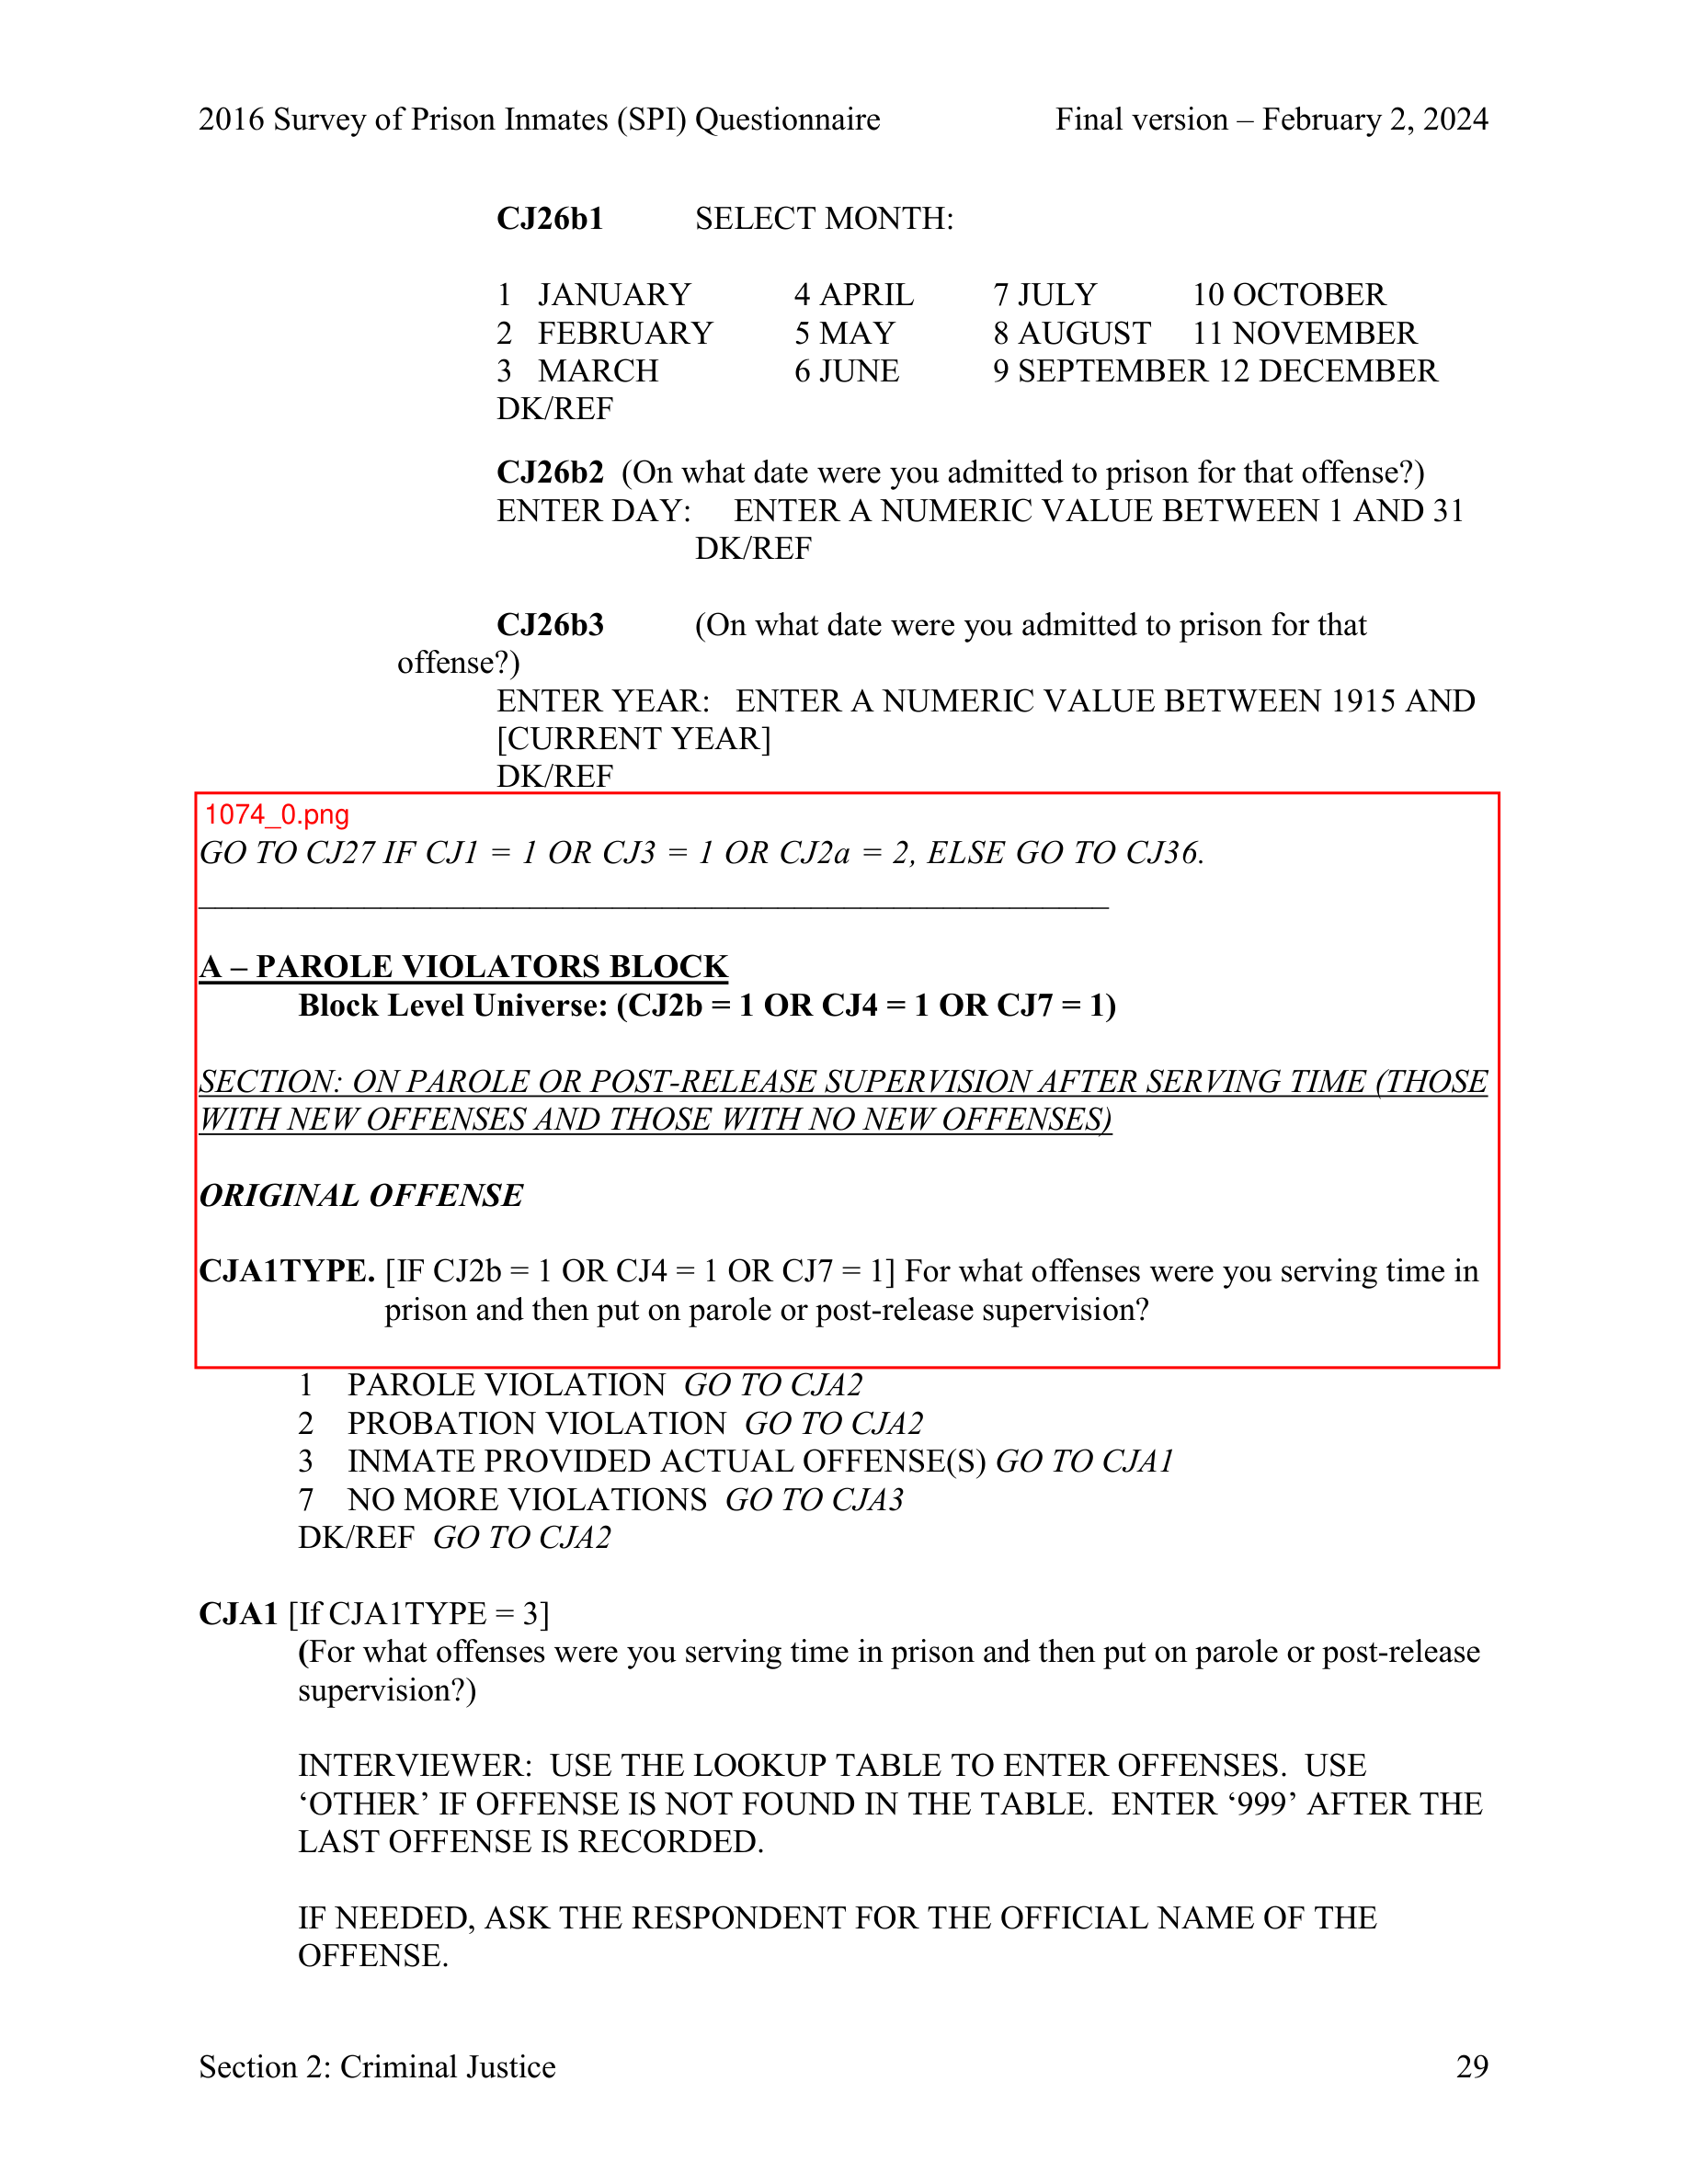 2016 Survey of Prison Inmates (SPI) Questionnaire Final version – February 2, 2024
CJ26b1 SELECT MONTH:
1 JANUARY 4 APRIL 7 JULY 10 OCTOBER
2 FEBRUARY 5 MAY 8 AUGUST 11 NOVEMBER
3 MARCH 6 JUNE 9 SEPTEMBER 12 DECEMBER
DK/REF
CJ26b2 (On what date were you admitted to prison for that offense?)
ENTER DAY: ENTER A NUMERIC VALUE BETWEEN 1 AND 31
DK/REF
CJ26b3 (On what date were you admitted to prison for that
offense?)
ENTER YEAR: ENTER A NUMERIC VALUE BETWEEN 1915 AND
[CURRENT YEAR]
DK/REF
1074_0.png
GO TO CJ27 IF CJ1 = 1 OR CJ3 = 1 OR CJ2a = 2, ELSE GO TO CJ36.
A – PAROLE VIOLATORS BLOCK
Block Level Universe: (CJ2b = 1 OR CJ4 = 1 OR CJ7 = 1)
SECTION: ON PAROLE OR POST-RELEASE SUPERVISION AFTER SERVING TIME (THOSE
WITH NEW OFFENSES AND THOSE WITH NO NEW OFFENSES)
ORIGINAL OFFENSE
CJA1TYPE. [IF CJ2b = 1 OR CJ4 = 1 OR CJ7 = 1] For what offenses were you serving time in
prison and then put on parole or post-release supervision?
1 PAROLE VIOLATION GO TO CJA2
2 PROBATION VIOLATION GO TO CJA2
3 INMATE PROVIDED ACTUAL OFFENSE(S) GO TO CJA1
7 NO MORE VIOLATIONS GO TO CJA3
DK/REF GO TO CJA2
CJA1 [If CJA1TYPE = 3]
(For what offenses were you serving time in prison and then put on parole or post-release
supervision?)
INTERVIEWER: USE THE LOOKUP TABLE TO ENTER OFFENSES. USE
‘OTHER’ IF OFFENSE IS NOT FOUND IN THE TABLE. ENTER ‘999’ AFTER THE
LAST OFFENSE IS RECORDED.
IF NEEDED, ASK THE RESPONDENT FOR THE OFFICIAL NAME OF THE
OFFENSE.
Section 2: Criminal Justice 29